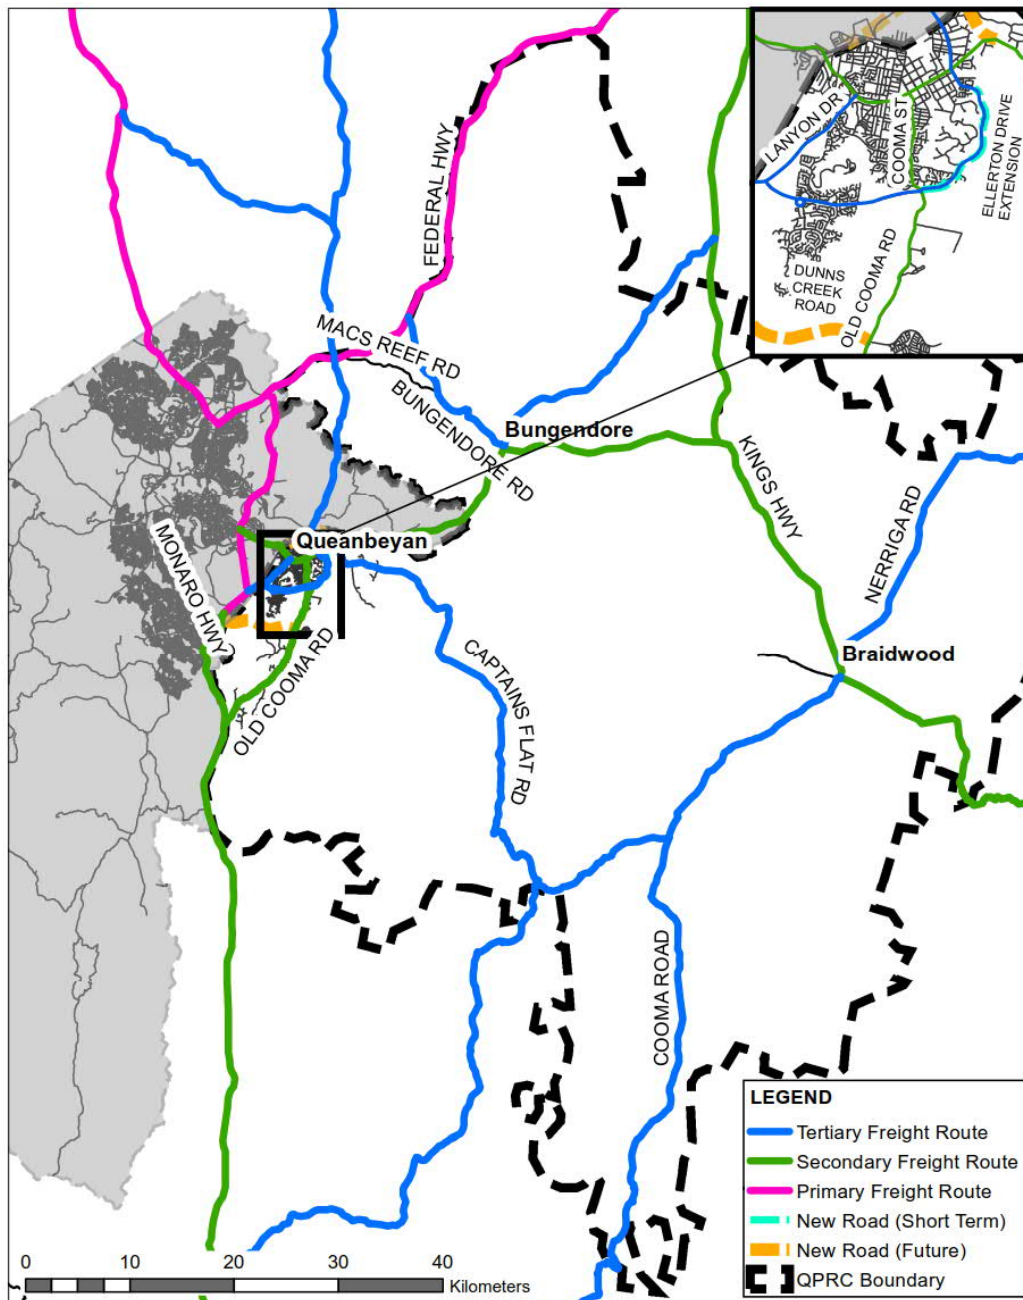 LANYON DR
COOMA ST
ELLERTON DRIVE
EXTENSION
DUNNS
CREEK
ROAD
OLD COOMA RD
FEDERAL HWY
MACS REEF RD
BUNGENDORE RD
Bungendore
KINGS HWY
NERRIGA RD
Queanbeyan
MONARO HWY
OLD COOMA RD
CAPTAINS FLAT RD
Braidwood
COOMA ROAD
LEGEND
Tertiary Freight Route
Secondary Freight Route
Primary Freight Route
New Road (Short Term)
New Road (Future)
QPRC Boundary
0 10 20 30 40
Kilometers